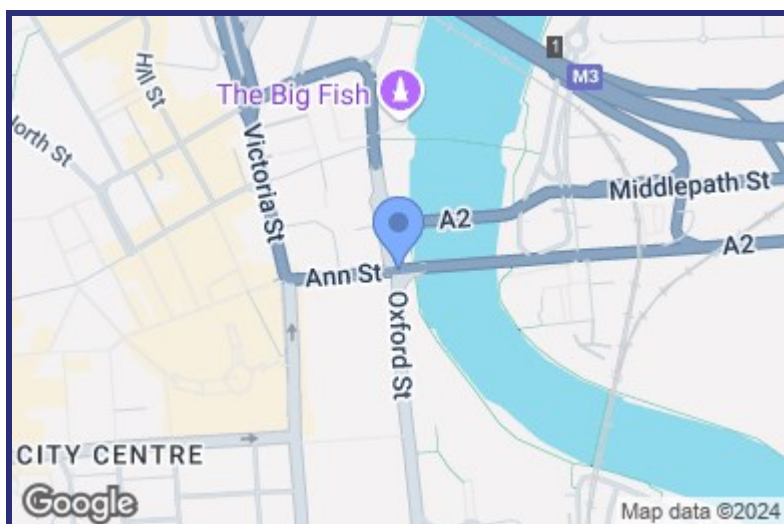 Hill St
North St
The Big Fish
1
M3
Victoria St
Middlepath St
A2
A2
Ann St
Oxford St
CITY CENTRE
Google
Map data ©2024